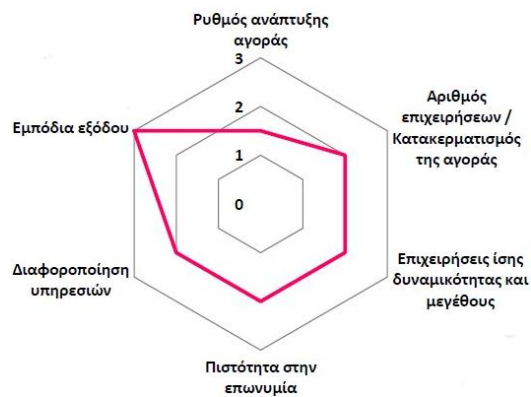 Ρυθμός ανάπτυξης
αγοράς
3
2
1
0
Αριθμός
επιχειρήσεων /
Κατακερματισμός
της αγοράς
Επιχειρήσεις ίσης
δυναμικότητας και
μεγέθους
Πιστότητα στην
επωνυμία
Διαφοροποίηση
υπηρεσιών
Εμπόδια εξόδου